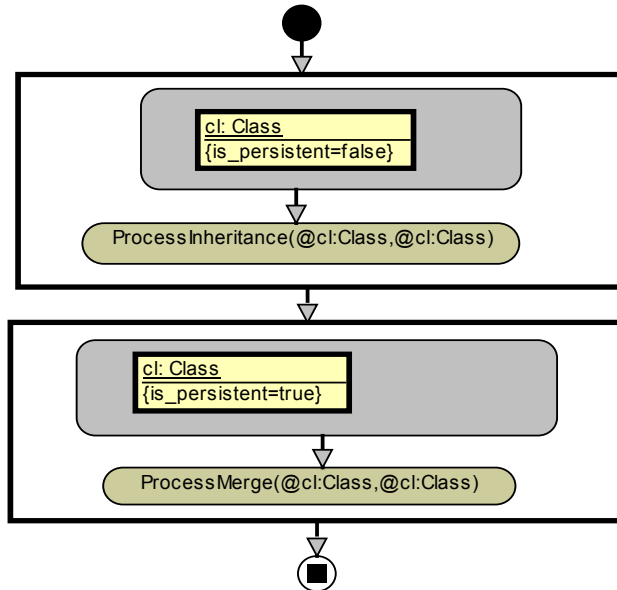 cl: Class
{is_persistent=false}
ProcessInheritance(@cl:Class,@cl:Class)
cl: Class
{is_persistent=true}
ProcessMerge(@cl:Class,@cl:Class)